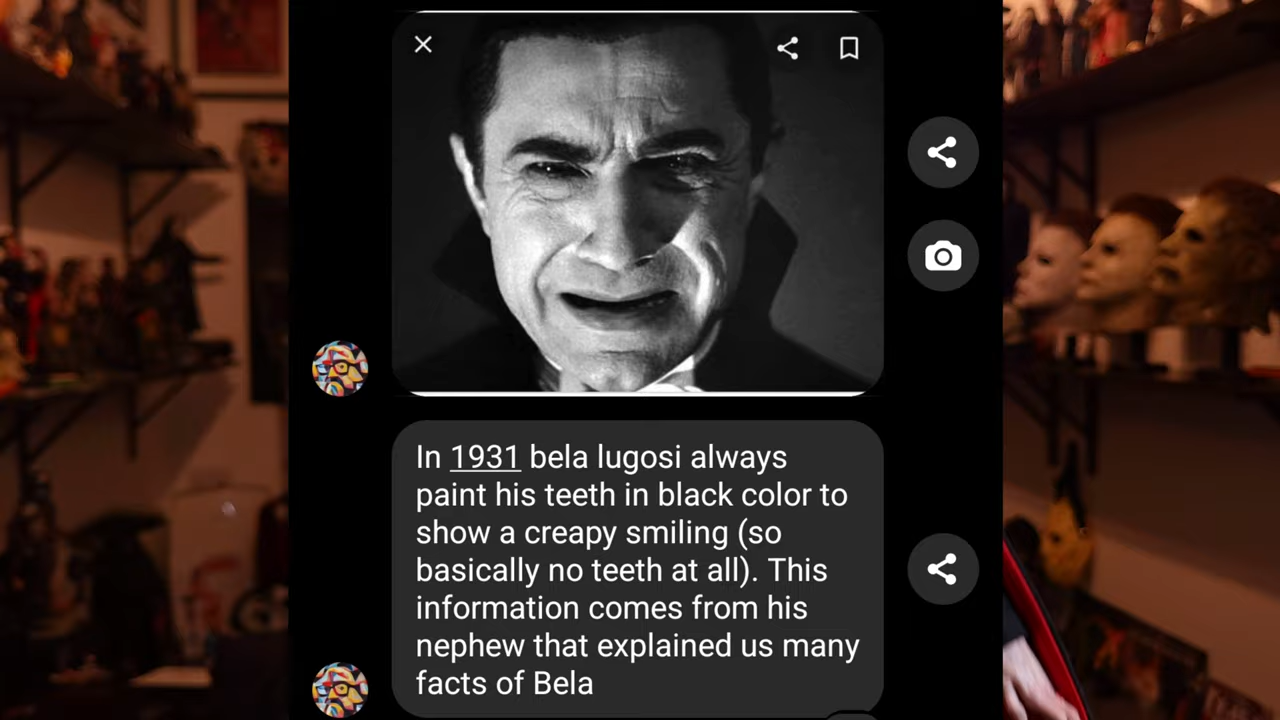 In 1931 bela lugosi always
paint his teeth in black color to
show a creapy smiling (so
basically no teeth at all). This
information comes from his
nephew that explained us many
facts of Bela